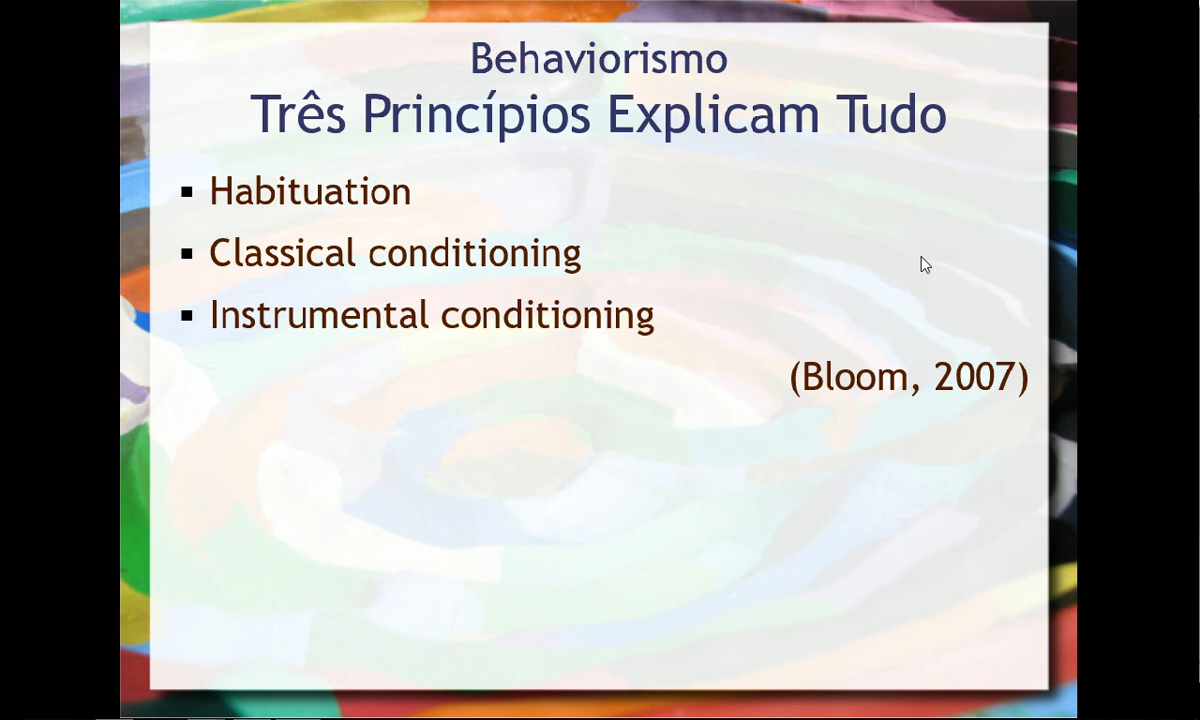 Behaviorismo
Três Princípios Explicam Tudo
Habituation
Classical conditioning
Instrumental conditioning
(Bloom, 2007)